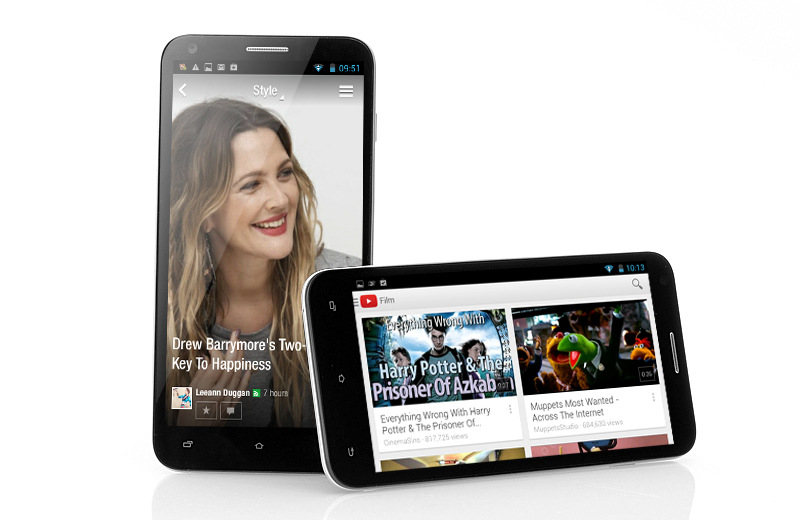 09:51
Style
Drew Barrymore's Two-
Key To Happiness
Leeann Duggan 7 hours
10:13
Film
Everything Wrong With
Harry Potter & The
Prisoner Of Azkab
Everything Wrong With Harry
Potter & The Prisoner Of...
CinemaSins · 817,725 views
0:36
Muppets Most Wanted -
Across The Internet
MuppetsStudio · 684,630 views